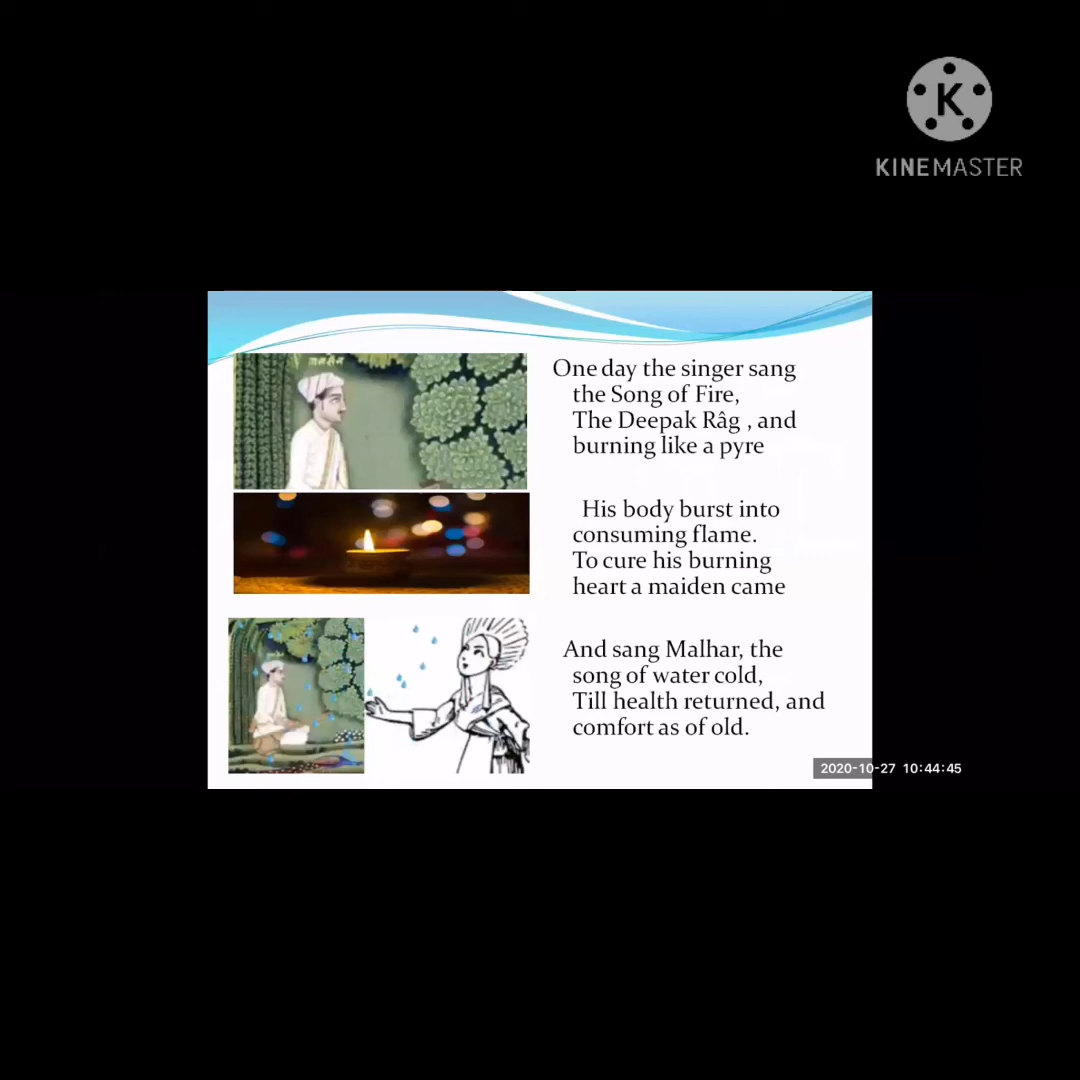 KINEMASTER
One day the singer sang
the Song of Fire,
The Deepak Râg , and
burning like a pyre
His body burst into
consuming flame.
To cure his burning
heart a maiden came
And sang Malhar, the
song of water cold,
Till health returned, and
comfort as of old.
2020-10-27 10:44:45